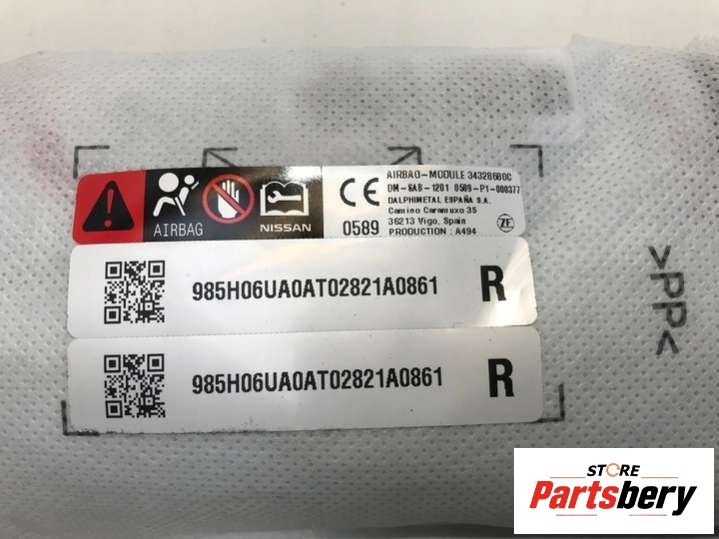 AIRBAG
NISSAN
CE
0589
AIRBAG-MODULE 34328680C
DM-SAB-1201 0589-P1-000377
DALPHIMETAL ESPAÑA S.A.
Camino Caramuxo 35
36213 Vigo, Spain
PRODUCTION : A494
ZF
985H06UA0AT02821A0861 R
985H06UA0AT02821A0861 R
>PP<
STORE
Partsbery